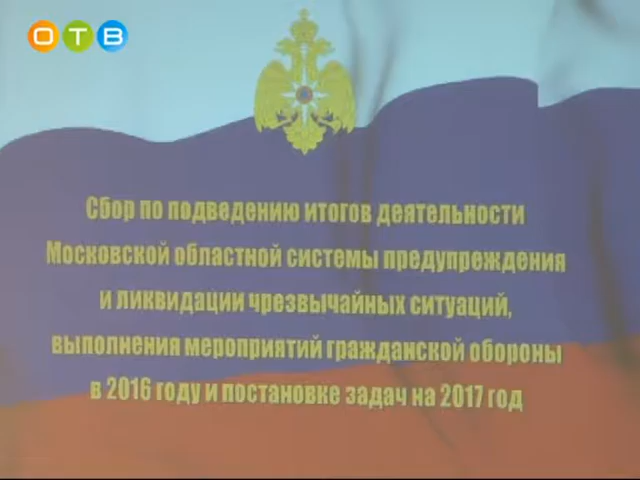 ОТВ
Сбор по подведению итогов деятельности
Московской областной системы предупреждения
и ликвидации чрезвычайных ситуаций,
выполнения мероприятий гражданской обороны
в 2016 году и постановке задач на 2017 год